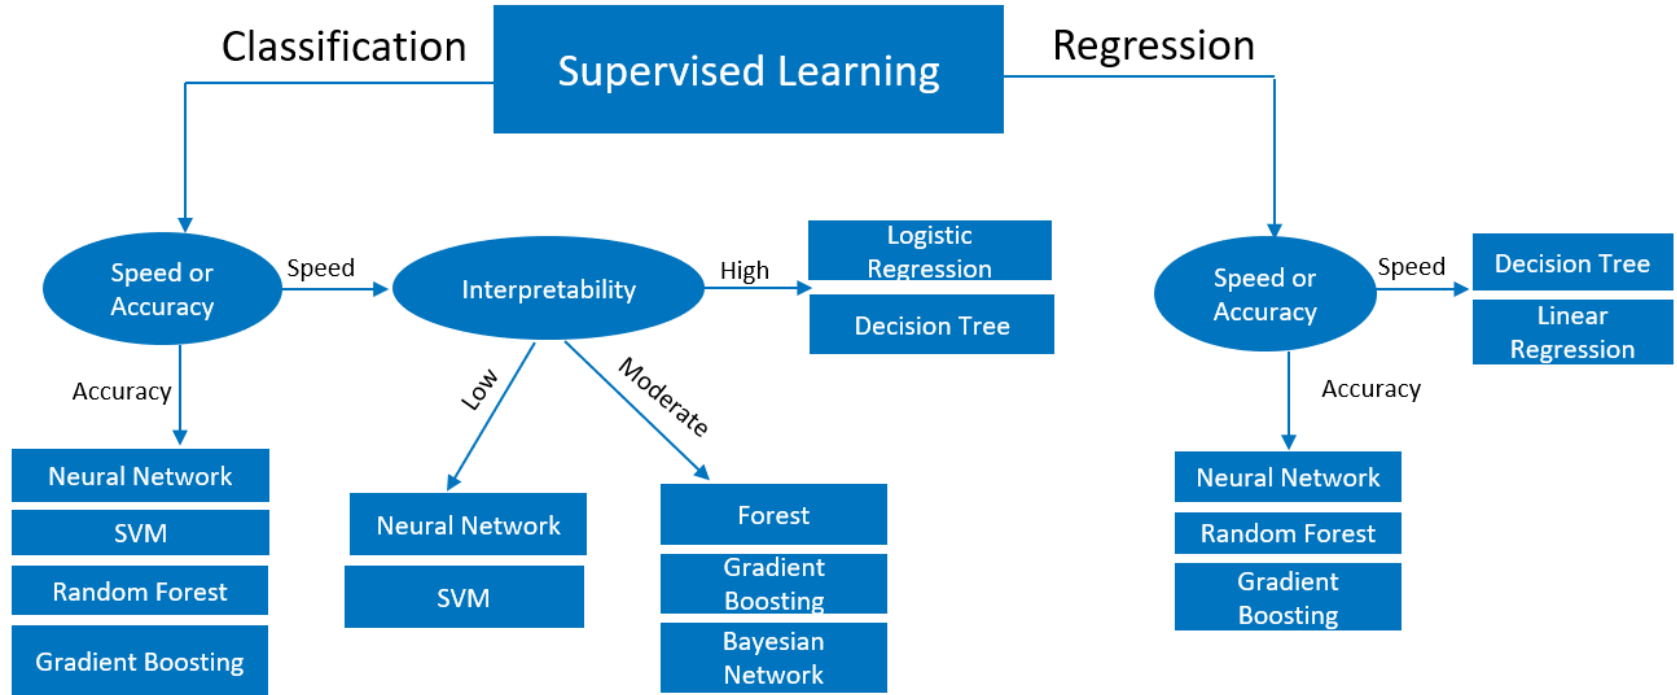 Classification
Supervised Learning
Regression
Speed or
Accuracy
Speed
Interpretability
High
Logistic
Regression
Decision Tree
Speed or
Accuracy
Speed
Decision Tree
Linear
Regression
Accuracy
Low
Moderate
Accuracy
Neural Network
SVM
Random Forest
Gradient Boosting
Neural Network
SVM
Forest
Gradient
Boosting
Bayesian
Network
Neural Network
Random Forest
Gradient
Boosting